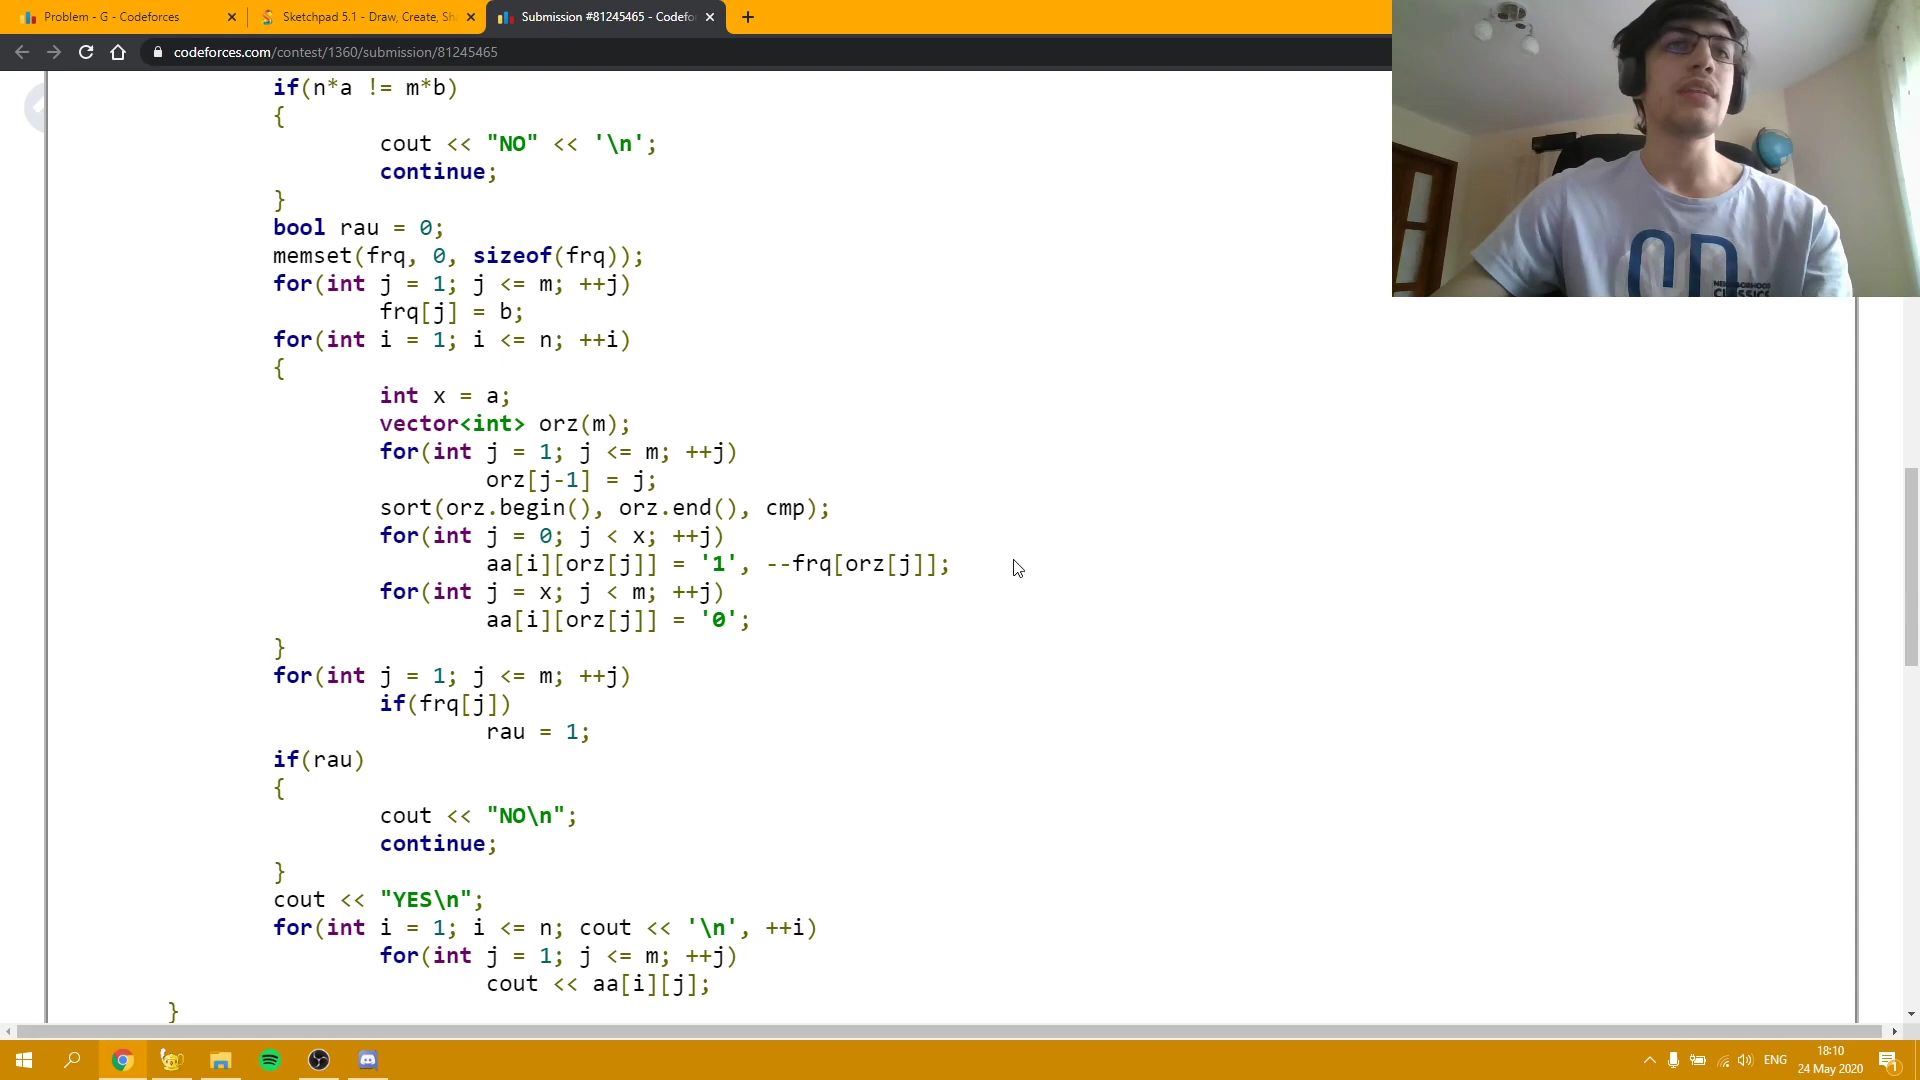 Problem - G - Codeforces
Sketchpad 5.1 - Draw, Create, Sh
Submission #81245465 - Codefo
codeforces.com/contest/1360/submission/81245465
if(n*a != m*b)
{
cout << "NO" << '\n';
continue;
}
bool rau = 0;
memset(frq, 0, sizeof(frq));
for(int j = 1; j <= m; ++j)
frq[j] = b;
for(int i = 1; i <= n; ++i)
{
int x = a;
vector<int> orz(m);
for(int j = 1; j <= m; ++j)
orz[j-1] = j;
sort(orz.begin(), orz.end(), cmp);
for(int j = 0; j < x; ++j)
aa[i][orz[j]] = '1', --frq[orz[j]];
for(int j = x; j < m; ++j)
aa[i][orz[j]] = '0';
}
for(int j = 1; j <= m; ++j)
if(frq[j])
rau = 1;
if(rau)
{
cout << "NO\n";
continue;
}
cout << "YES\n";
for(int i = 1; i <= n; cout << '\n', ++i)
for(int j = 1; j <= m; ++j)
cout << aa[i][j];
}
NEIGHBORHOOD
CLASSICS
ENG
18:10
24 May 2020
1